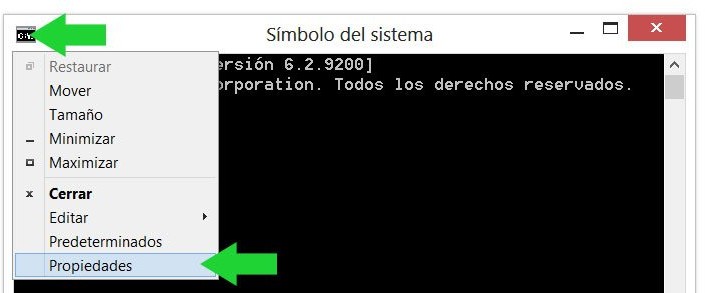 Símbolo del sistema
Restaurar
ersión 6.2.9200]
Mover
orporation. Todos los derechos reservados.
Tamaño
Minimizar
Maximizar
Cerrar
Editar
Predeterminados
Propiedades